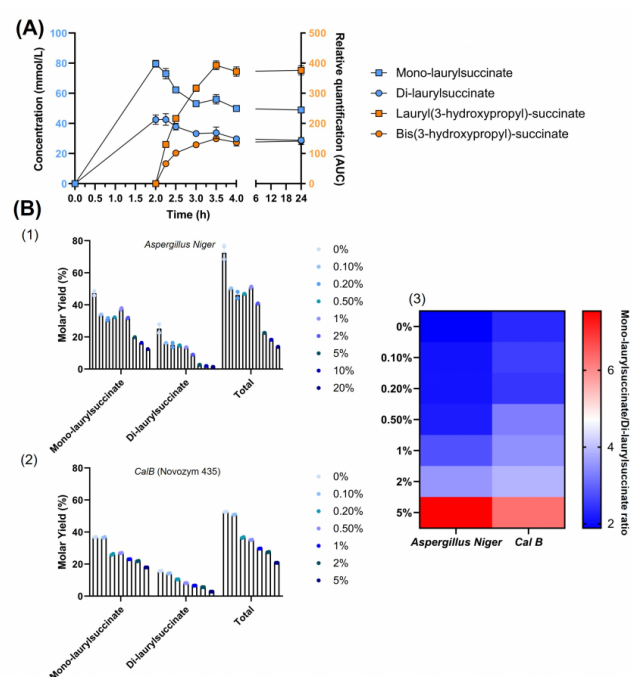 (A)
Concentration (mmol/L)
100
80
60
40
20
0
500
400
300
200
100
0
Relative quantification (AUC)
0.0 0.5 1.0 1.5 2.0 2.5 3.0 3.5 4.0 6 12 18 24
Time (h)
Mono-laurylsuccinate
Di-laurylsuccinate
Lauryl(3-hydroxypropyl)-succinate
Bis(3-hydroxypropyl)-succinate
(B)
(1)
Aspergillus Niger
Molar Yield (%)
80
60
40
20
0
Mono-laurylsuccinate
Di-laurylsuccinate
Total
0%
0.10%
0.20%
0.50%
1%
2%
5%
10%
20%
(2)
CalB (Novozym 435)
Molar Yield (%)
80
60
40
20
0
Mono-laurylsuccinate
Di-laurylsuccinate
Total
0%
0.10%
0.20%
0.50%
1%
2%
5%
(3)
0%
0.10%
0.20%
0.50%
1%
2%
5%
Aspergillus Niger Cal B
6
4
2
Mono-laurylsuccinate/Di-laurylsuccinate ratio